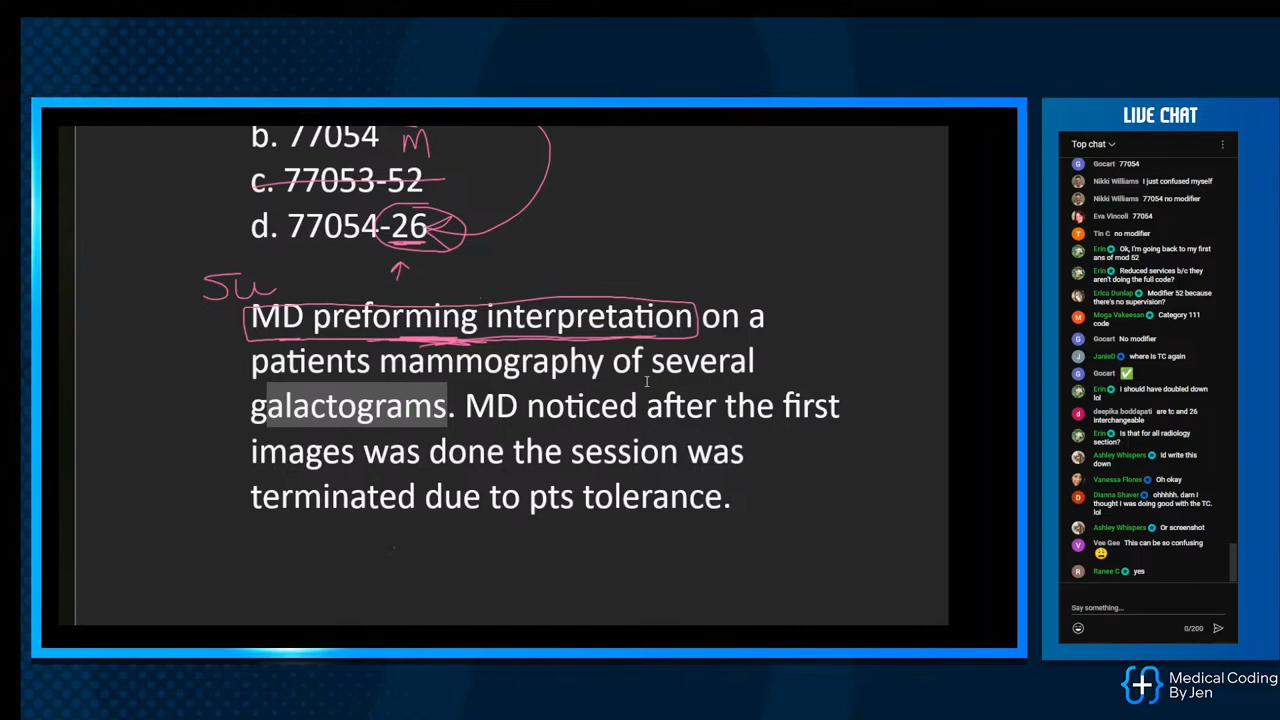 b. 77054 m
c. 77053-52
d. 77054-26
SU
MD preforming interpretation on a
patients mammography of several
galactograms. MD noticed after the first
images was done the session was
terminated due to pts tolerance.
LIVE CHAT
Top chat
Gocart 77054
Nikki Williams I just confused myself
Nikki Williams 77054 no modifier
Eva Vincoli 77054
Tin C no modifier
Erin Ok, I'm going back to my first
ans of mod 52
Erin Reduced services b/c they
aren't doing the full code?
Erica Dunlap Modifier 52 because
there's no supervision?
Moga Vakeesan Category 111
code
Gocart No modifier
JanieD where is TC again
Gocart ✅
Erin I should have doubled down
lol
deepika boddapati are tc and 26
interchangeable
Erin Is that for all radiology
section?
Ashley Whispers Id write this
down
Vanessa Flores Oh okay
Dianna Shaver ohhhhh. darn I
thought I was doing good with the TC.
lol
Ashley Whispers Or screenshot
Vee Gee This can be so confusing
😩
Ranee C yes
Say something...
0/200
Medical Coding
By Jen